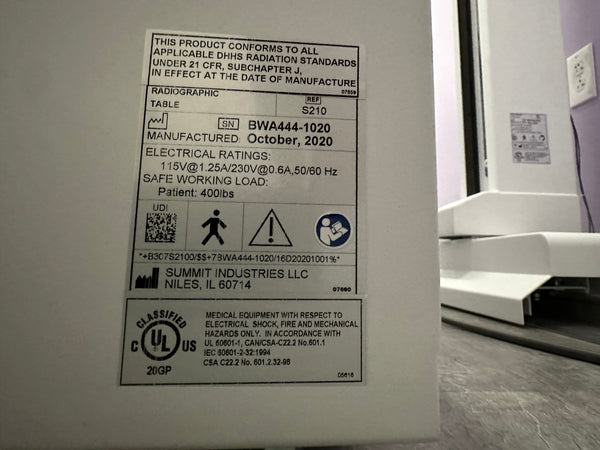 THIS PRODUCT CONFORMS TO ALL
APPLICABLE DHHS RADIATION STANDARDS
UNDER 21 CFR, SUBCHAPTER J,
IN EFFECT AT THE DATE OF MANUFACTURE
07659
RADIOGRAPHIC
TABLE
REF
S210
SN BWA444-1020
MANUFACTURED: October, 2020
ELECTRICAL RATINGS:
115V@1.25A/230V@0.6A,50/60 Hz
SAFE WORKING LOAD:
Patient: 400lbs
UDI
*+B307S2100/$$+7BWA444-1020/16D20201001%*
SUMMIT INDUSTRIES LLC
NILES, IL 60714
07660
CLASSIFIED
C UL US
20GP
MEDICAL EQUIPMENT WITH RESPECT TO
ELECTRICAL SHOCK, FIRE AND MECHANICAL
HAZARDS ONLY. IN ACCORDANCE WITH
UL 60601-1, CAN/CSA-C22.2 No.601.1
IEC 60601-2-32:1994
CSA C22.2 No. 601.2.32-98
05616